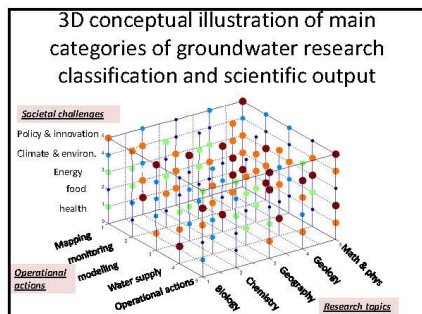 3D conceptual illustration of main
categories of groundwater research
classification and scientific output
Societal challenges
Policy & innovation
Climate & environ.
Energy
food
health
Mapping
monitoring
modelling
Water supply
Operational actions
Operational
actions
Biology
Chemistry
Geography
Geology
Math & phys
Research topics